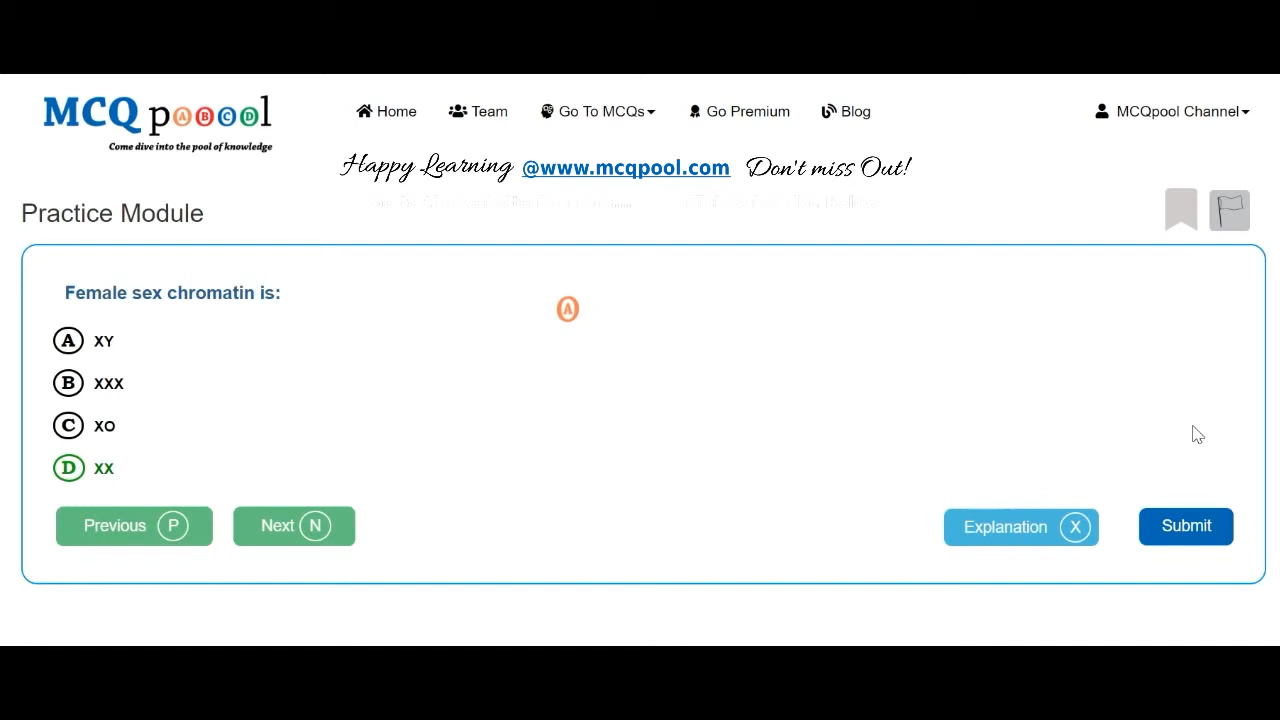 MCQ pABCDl
Come dive into the pool of knowledge
Home Team Go To MCQs Go Premium Blog MCQpool Channel
Happy Learning @www.mcqpool.com Don't miss Out!
Practice Module
Female sex chromatin is:
A
A XY
B XXX
C XO
D XX
Previous P Next N Explanation X Submit